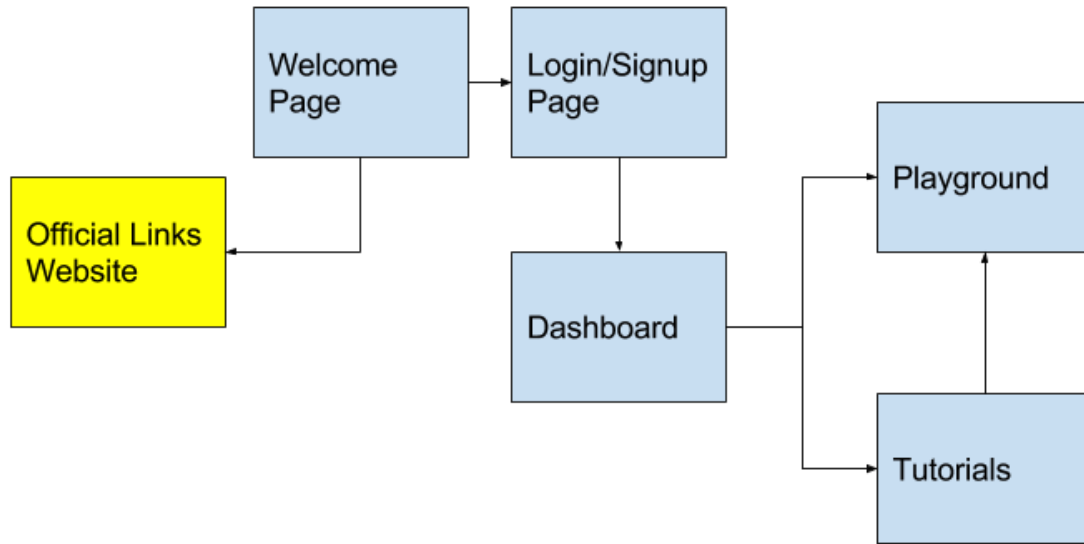 Welcome
Page
Login/Signup
Page
Official Links
Website
Dashboard
Playground
Tutorials